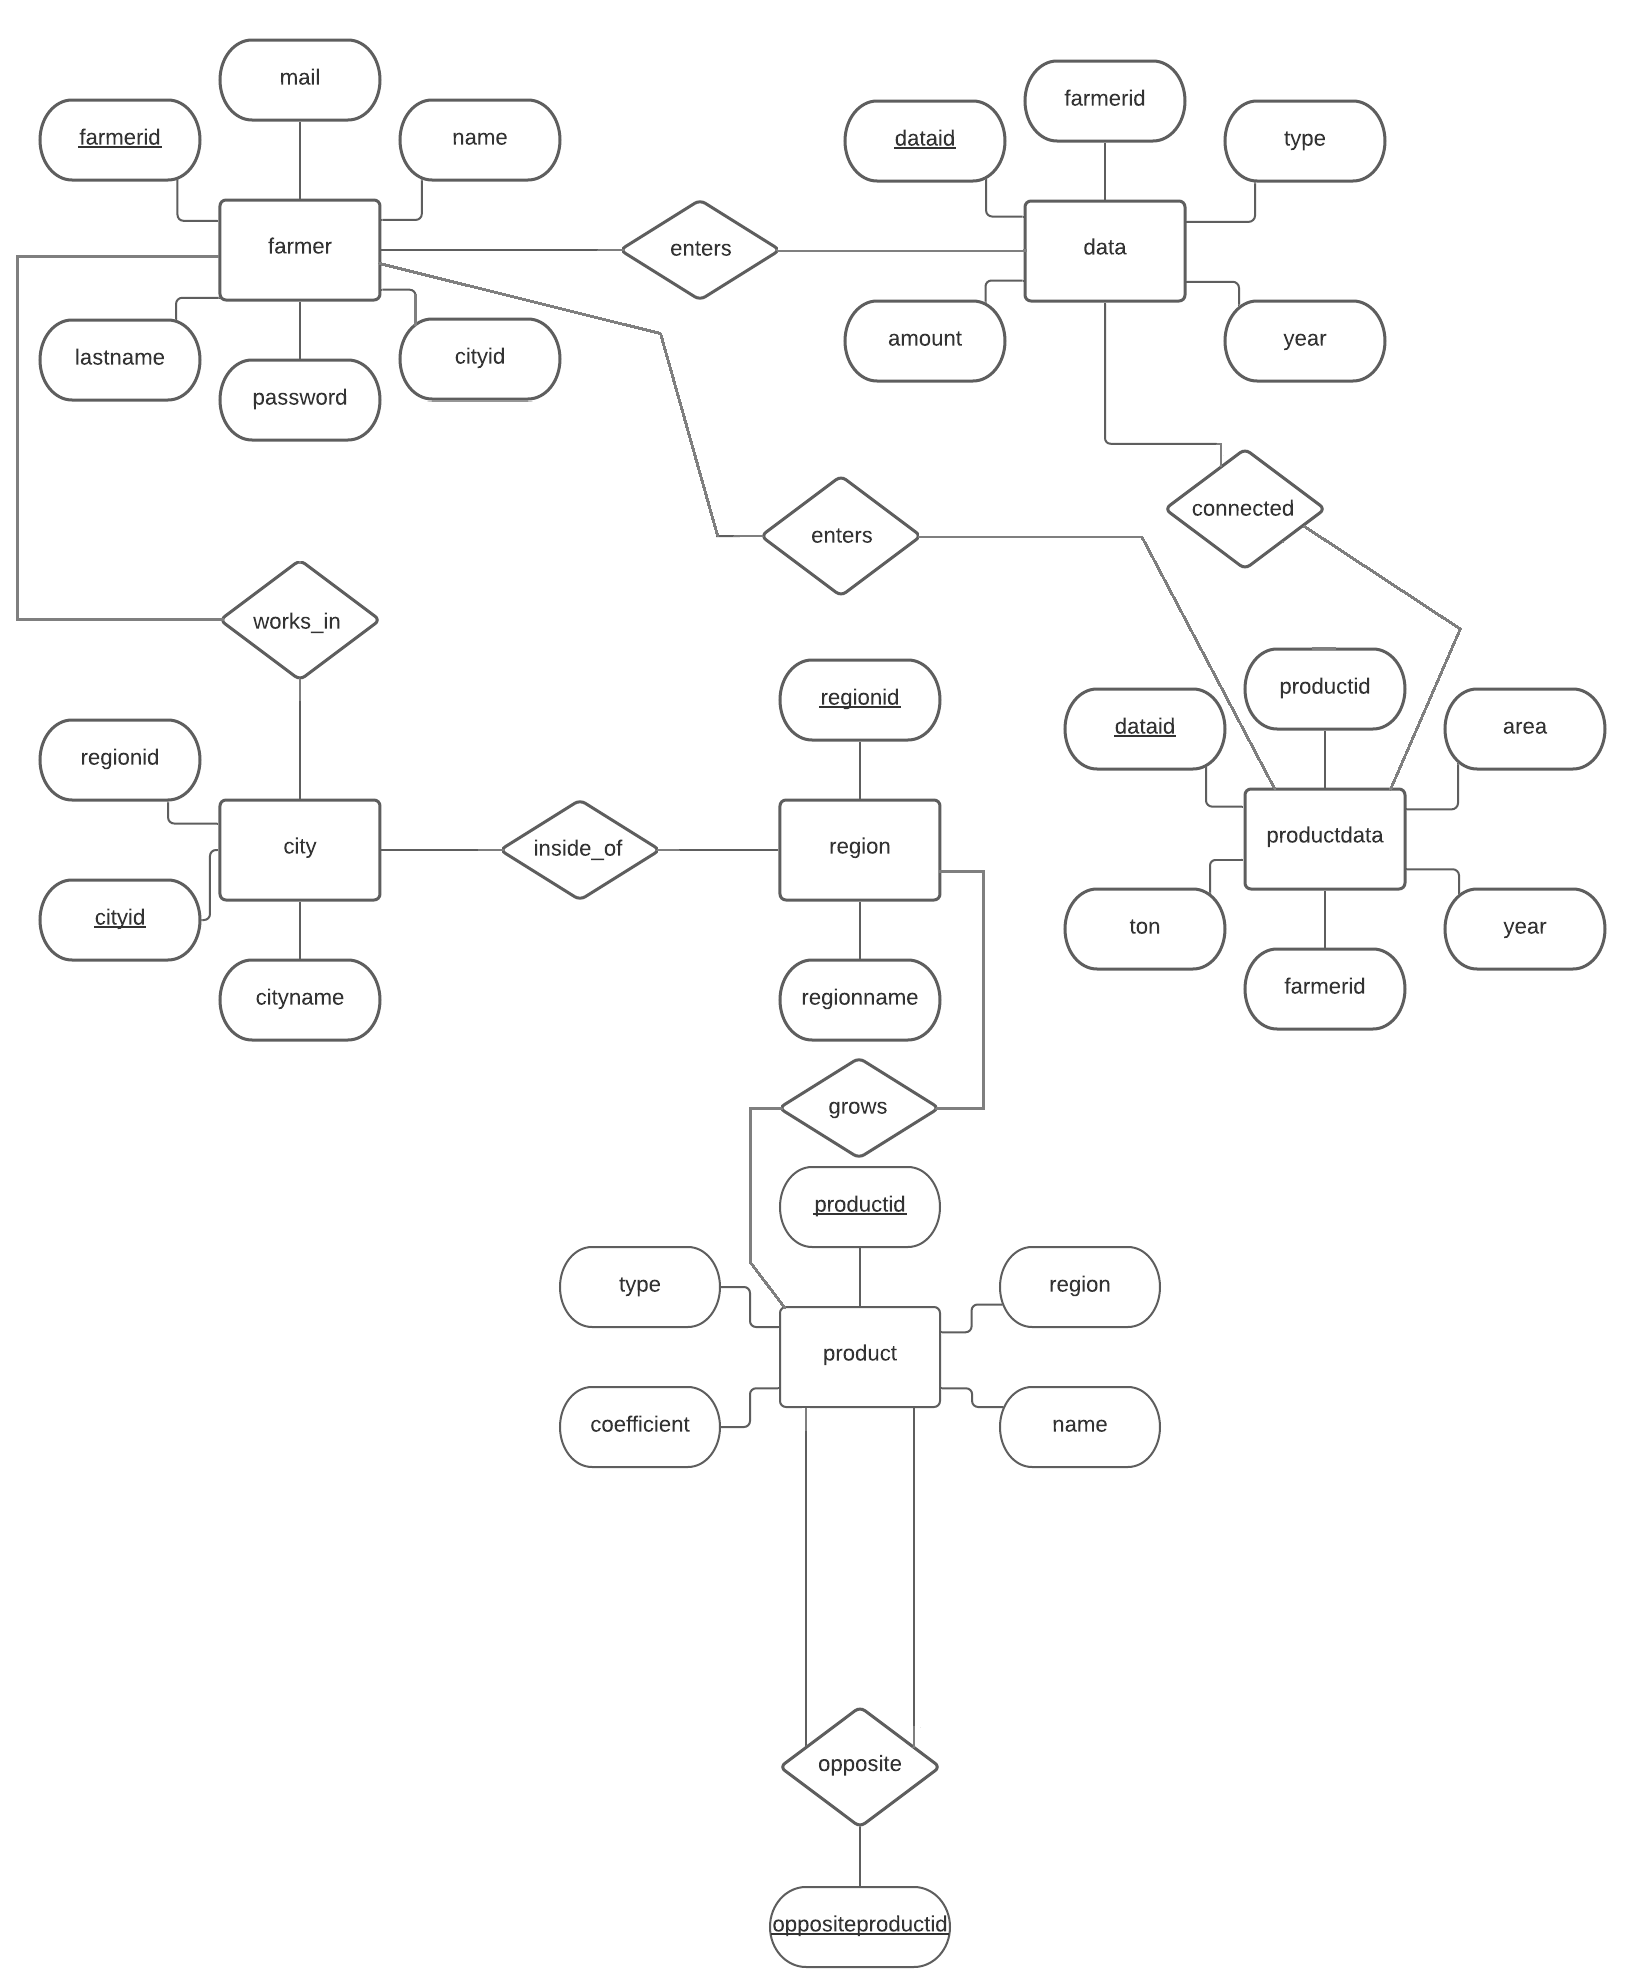 mail
farmerid
name
farmer
lastname
password
cityid
enters
farmerid
dataid
type
data
amount
year
enters
connected
works_in
regionid
city
cityid
cityname
inside_of
regionid
region
regionname
productid
dataid
area
productdata
ton
year
farmerid
grows
productid
type
region
product
coefficient
name
opposite
oppositeproductid